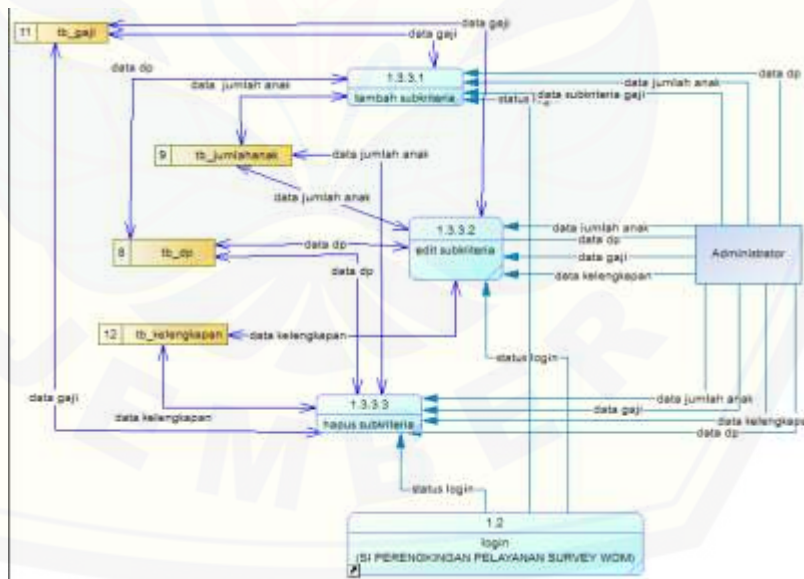 11 tb_gaji
data gaji
data gaji
data dp
data jumlah anak
1.3.3.1
tambah subkriteria
data dp
data jumlah anak
status
data subkriteria gaji
9 tb_jumlahanak
data jumlah anak
data jumlah anak
1.3.3.2
edit subkriteria
data jumlah anak
data dp
data gaji
data kelengkapan
Administrator
8 tb_dp
data dp
data dp
12 tb_kelengkapan
data kelengkapan
status login
data gaji
data kelengkapan
1.3.3.3
hapus subkriteria
data jumlah anak
data gaji
data kelengkapa
data dp
status login
1.2
login
(SI PERENGKINGAN PELAYANAN SURVEY WOM)
JEMBER